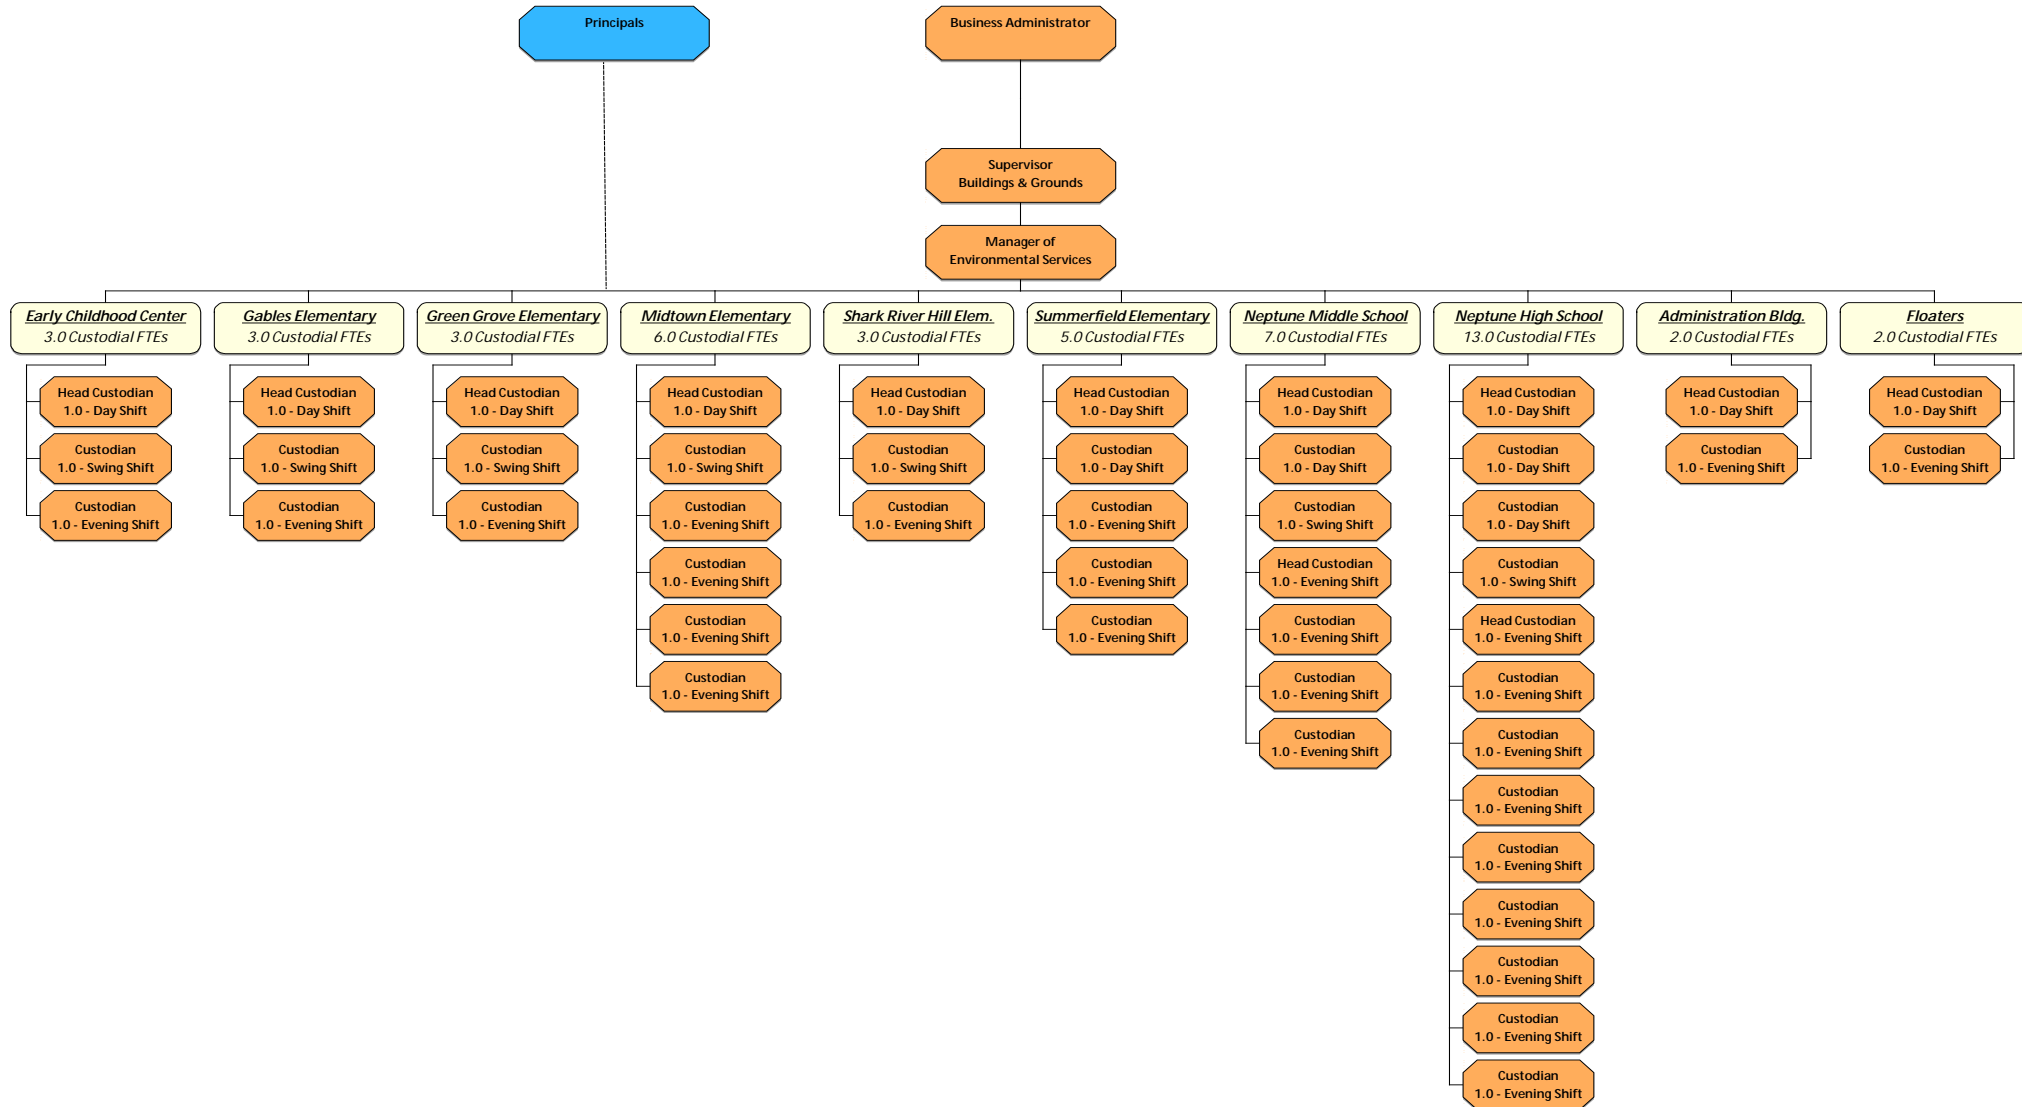 Principals
Business Administrator
Supervisor
Buildings & Grounds
Manager of
Environmental Services
Early Childhood Center
3.0 Custodial FTEs
Head Custodian
1.0 - Day Shift
Custodian
1.0 - Swing Shift
Custodian
1.0 - Evening Shift
Gables Elementary
3.0 Custodial FTEs
Head Custodian
1.0 - Day Shift
Custodian
1.0 - Swing Shift
Custodian
1.0 - Evening Shift
Green Grove Elementary
3.0 Custodial FTEs
Head Custodian
1.0 - Day Shift
Custodian
1.0 - Swing Shift
Custodian
1.0 - Evening Shift
Midtown Elementary
6.0 Custodial FTEs
Head Custodian
1.0 - Day Shift
Custodian
1.0 - Swing Shift
Custodian
1.0 - Evening Shift
Custodian
1.0 - Evening Shift
Custodian
1.0 - Evening Shift
Custodian
1.0 - Evening Shift
Shark River Hill Elem.
3.0 Custodial FTEs
Head Custodian
1.0 - Day Shift
Custodian
1.0 - Swing Shift
Custodian
1.0 - Evening Shift
Summerfield Elementary
5.0 Custodial FTEs
Head Custodian
1.0 - Day Shift
Custodian
1.0 - Day Shift
Custodian
1.0 - Evening Shift
Custodian
1.0 - Evening Shift
Custodian
1.0 - Evening Shift
Neptune Middle School
7.0 Custodial FTEs
Head Custodian
1.0 - Day Shift
Custodian
1.0 - Day Shift
Custodian
1.0 - Swing Shift
Head Custodian
1.0 - Evening Shift
Custodian
1.0 - Evening Shift
Custodian
1.0 - Evening Shift
Custodian
1.0 - Evening Shift
Neptune High School
13.0 Custodial FTEs
Head Custodian
1.0 - Day Shift
Custodian
1.0 - Day Shift
Custodian
1.0 - Day Shift
Custodian
1.0 - Swing Shift
Head Custodian
1.0 - Evening Shift
Custodian
1.0 - Evening Shift
Custodian
1.0 - Evening Shift
Custodian
1.0 - Evening Shift
Custodian
1.0 - Evening Shift
Custodian
1.0 - Evening Shift
Custodian
1.0 - Evening Shift
Custodian
1.0 - Evening Shift
Custodian
1.0 - Evening Shift
Administration Bldg.
2.0 Custodial FTEs
Head Custodian
1.0 - Day Shift
Custodian
1.0 - Evening Shift
Floaters
2.0 Custodial FTEs
Head Custodian
1.0 - Day Shift
Custodian
1.0 - Evening Shift